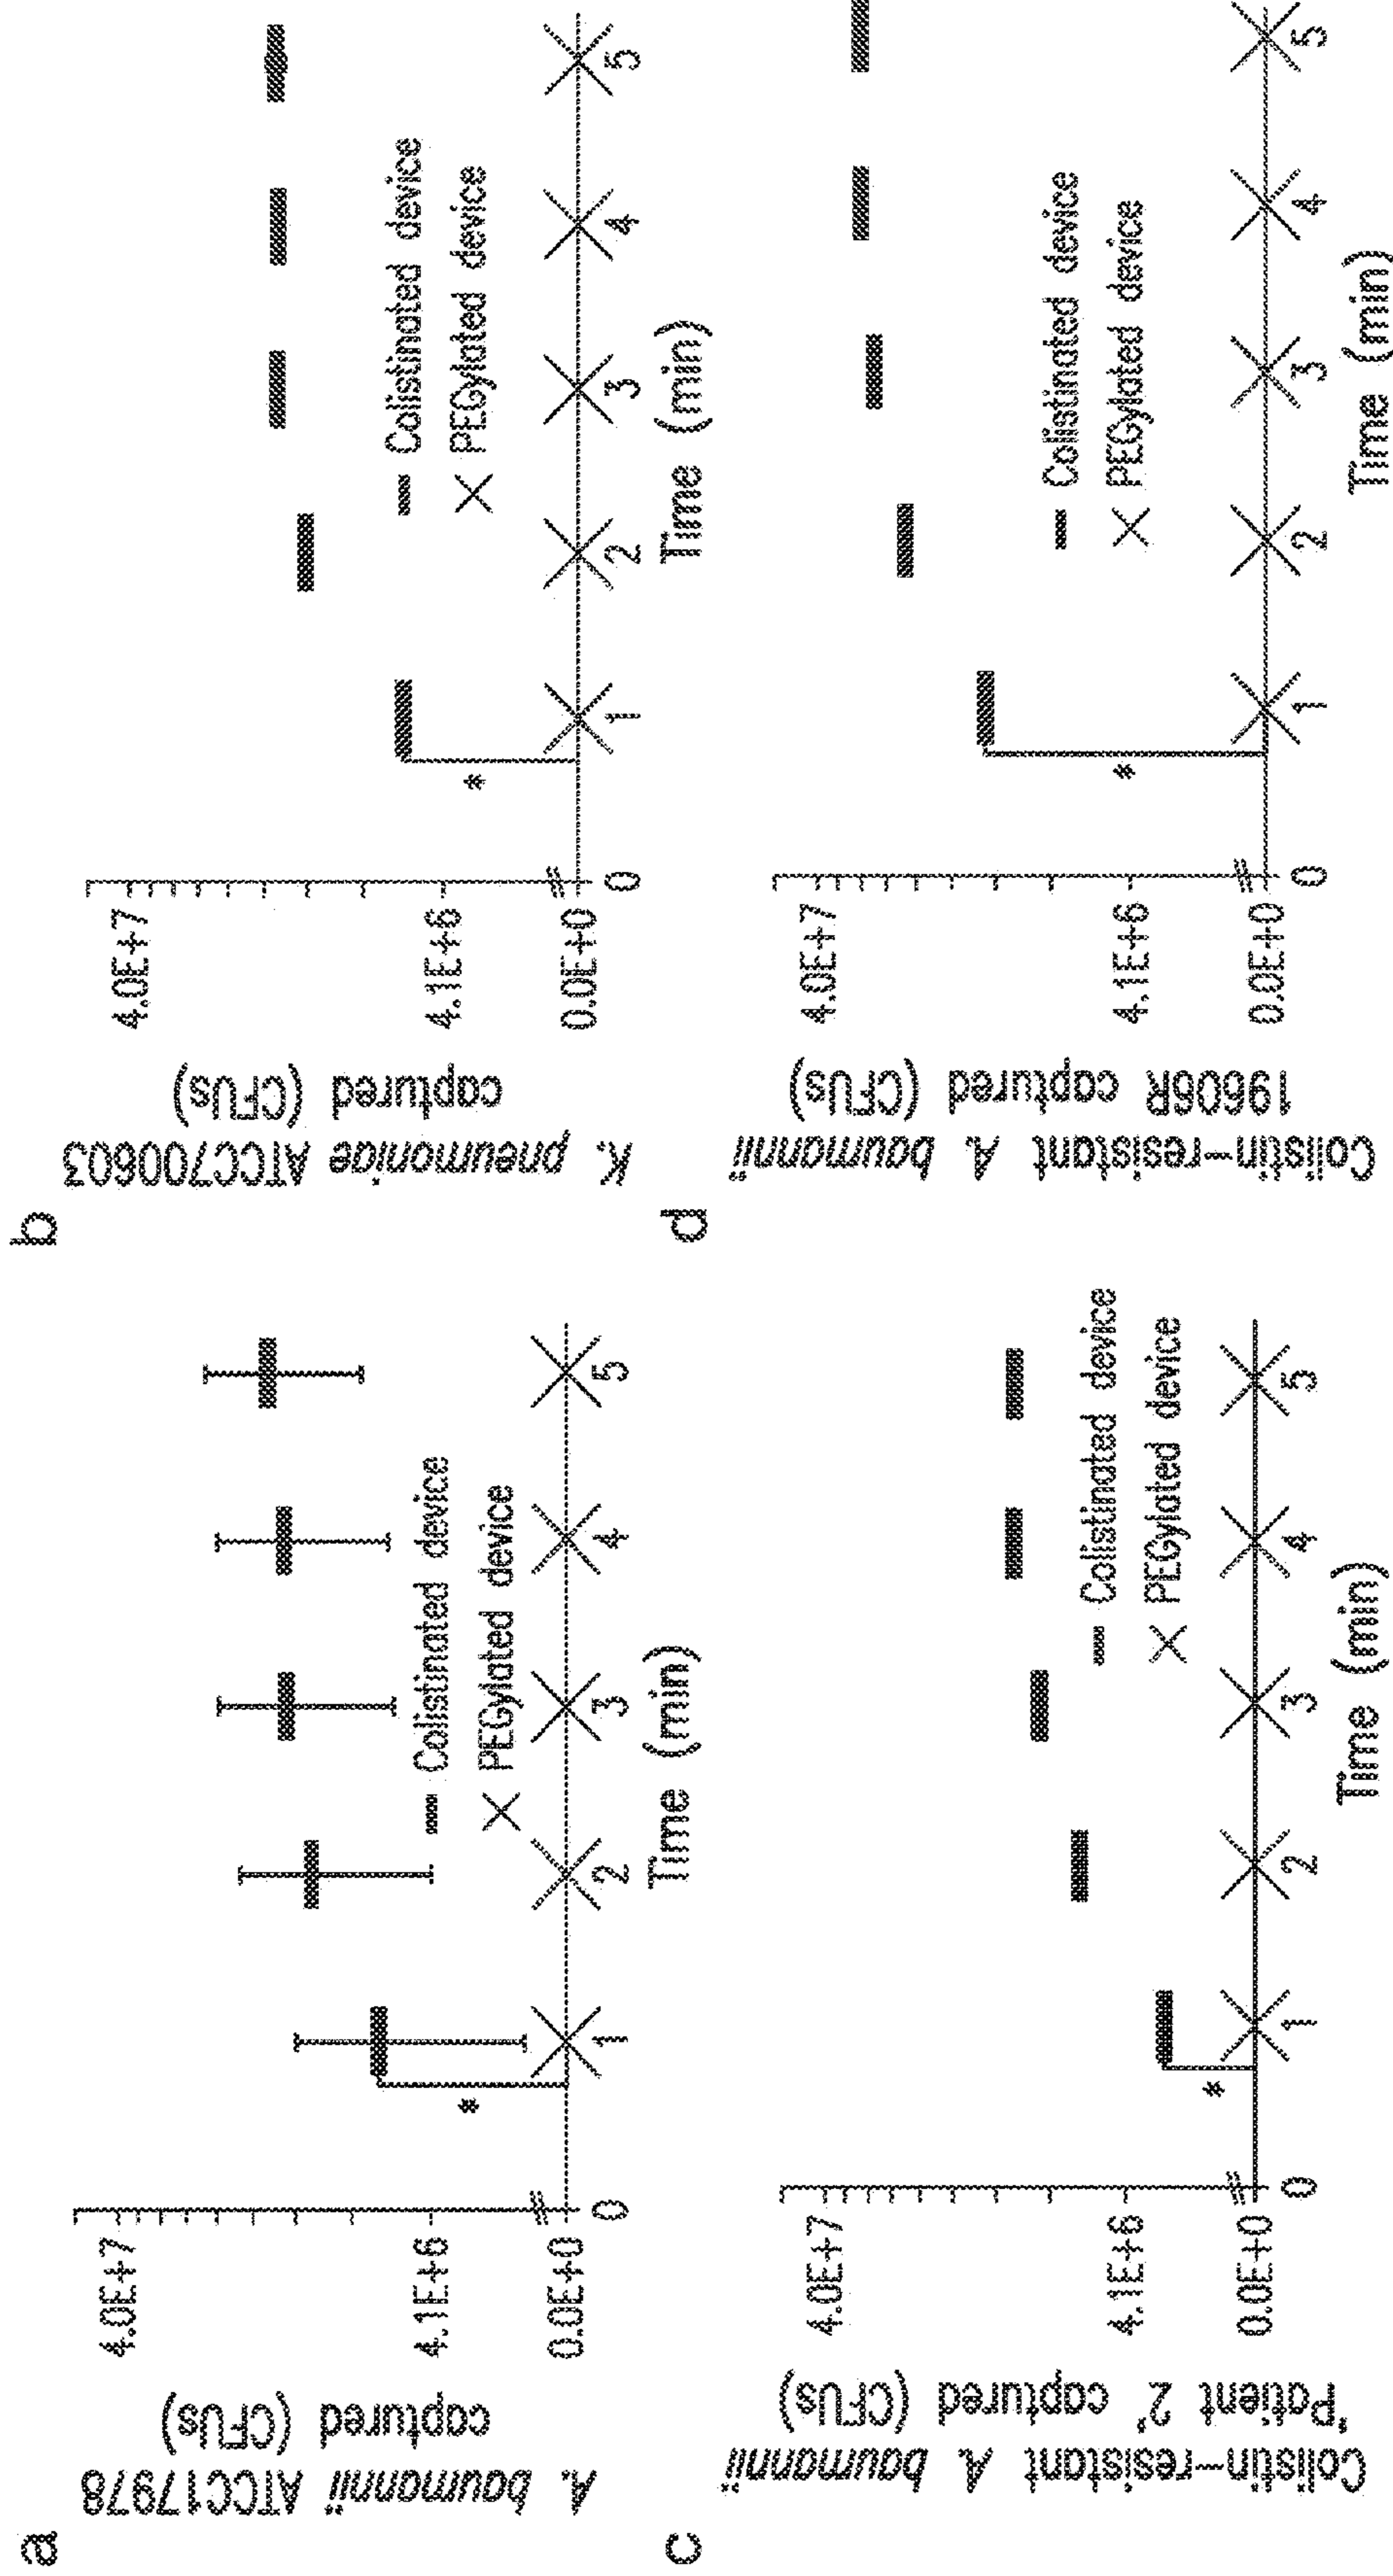 a
A. baumannii ATCC17978
captured (CFUs)
4.0E+7
4.1E+6
0.0E+0
*
Colistinated device
PEGylated device
0 1 2 3 4 5
Time (min)
b
K. pneumoniae ATCC700603
captured (CFUs)
4.0E+7
4.1E+6
0.0E+0
*
Colistinated device
PEGylated device
0 1 2 3 4 5
Time (min)
c
Colistin-resistant A. baumannii
"Patient 2" captured (CFUs)
4.0E+7
4.1E+6
0.0E+0
*
Colistinated device
PEGylated device
0 1 2 3 4 5
Time (min)
d
Colistin-resistant A. baumannii
19606R captured (CFUs)
4.0E+7
4.1E+6
0.0E+0
*
Colistinated device
PEGylated device
0 1 2 3 4 5
Time (min)